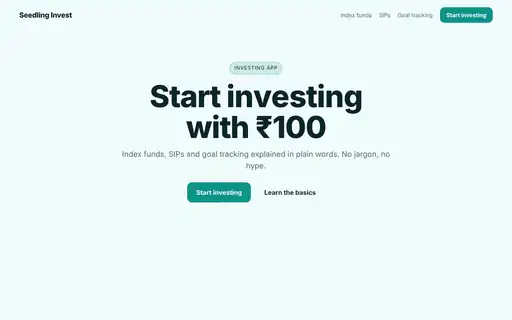 Seedling Invest
Index funds SIPs Goal tracking Start investing
INVESTING APP
Start investing
with ₹100
Index funds, SIPs and goal tracking explained in plain words. No jargon, no
hype.
Start investing Learn the basics